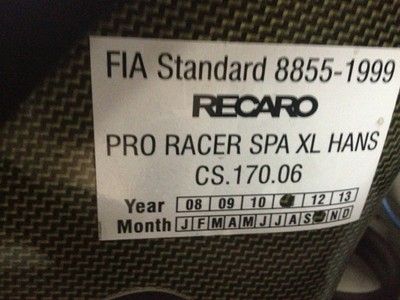 FIA Standard 8855-1999
RECARO
PRO RACER SPA XL HANS
CS.170.06
Year 08 09 10 12 13
Month J F M A M J J A S N D